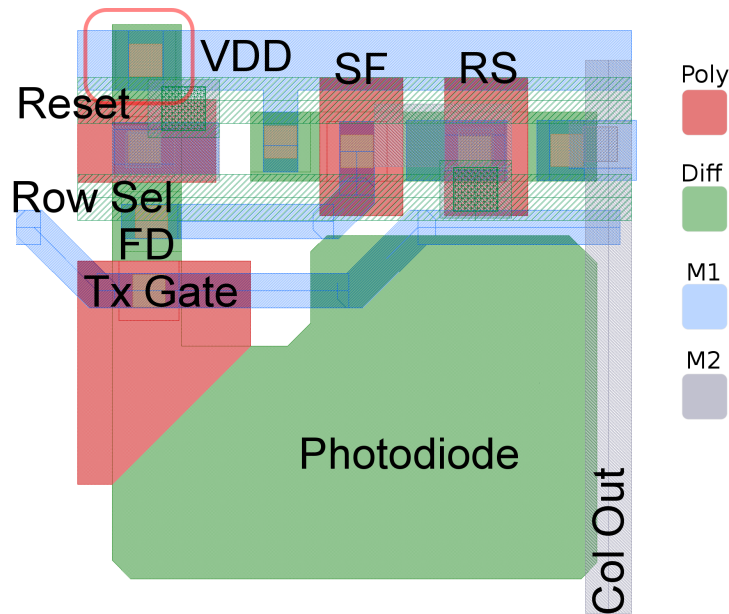 VDD
SF
RS
Reset
Row Sel
FD
Tx Gate
Photodiode
Col Out
Poly
Diff
M1
M2